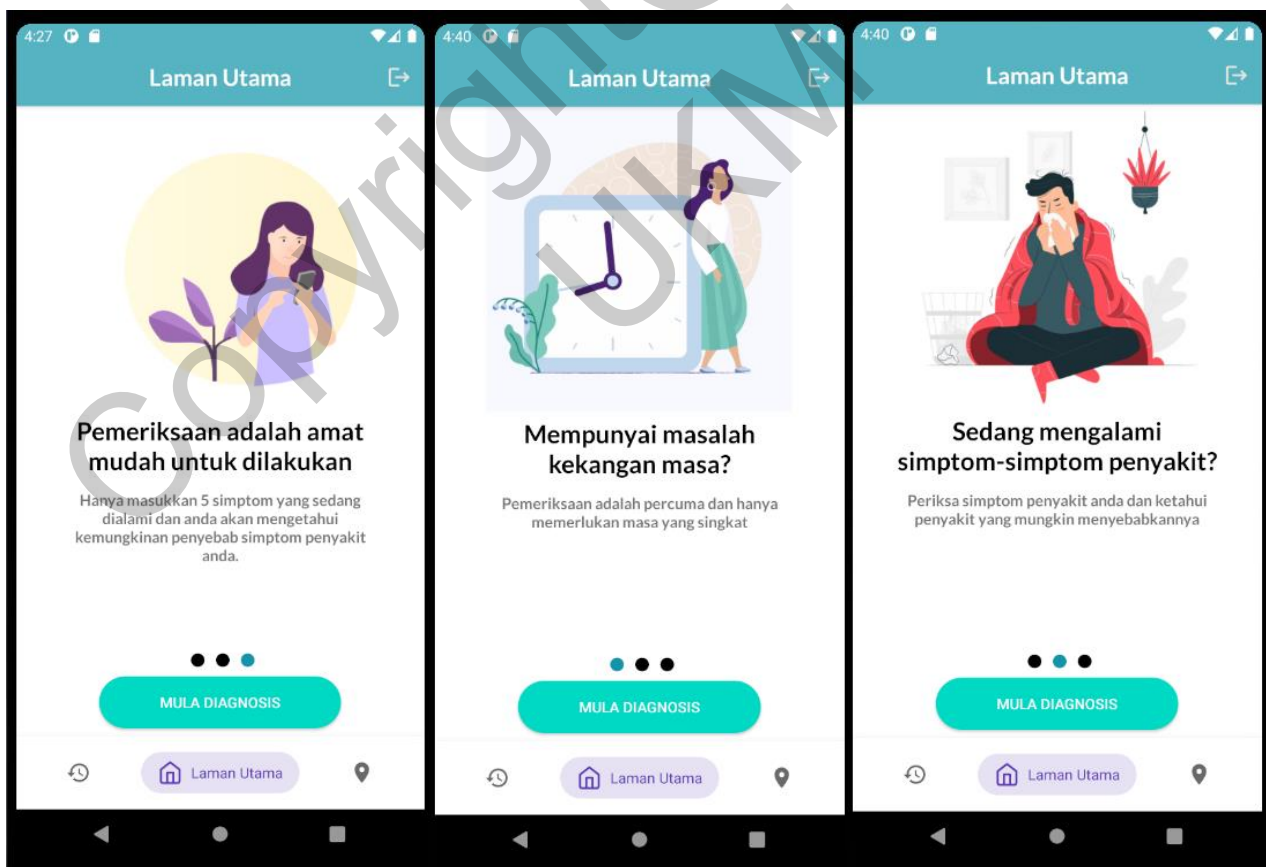 4:27
Laman Utama
Pemeriksaan adalah amat
mudah untuk dilakukan
Hanya masukkan 5 simptom yang sedang
dialami dan anda akan mengetahui
kemungkinan penyebab simptom penyakit
anda.
MULA DIAGNOSIS
Laman Utama
4:40
Laman Utama
Mempunyai masalah
kekangan masa?
Pemeriksaan adalah percuma dan hanya
memerlukan masa yang singkat
MULA DIAGNOSIS
Laman Utama
4:40
Laman Utama
Sedang mengalami
simptom-simptom penyakit?
Periksa simptom penyakit anda dan ketahui
penyakit yang mungkin menyebabkannya
MULA DIAGNOSIS
Laman Utama
Copyright
UKM